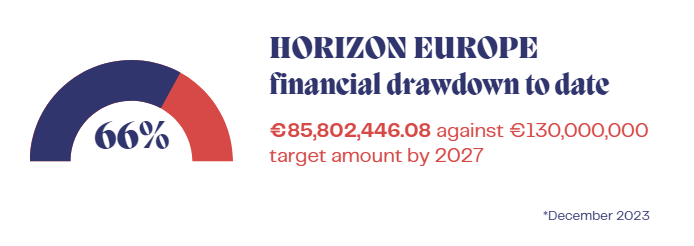 HORIZON EUROPE
financial drawdown to date
66%
€85,802,446.08 against €130,000,000
target amount by 2027
*December 2023